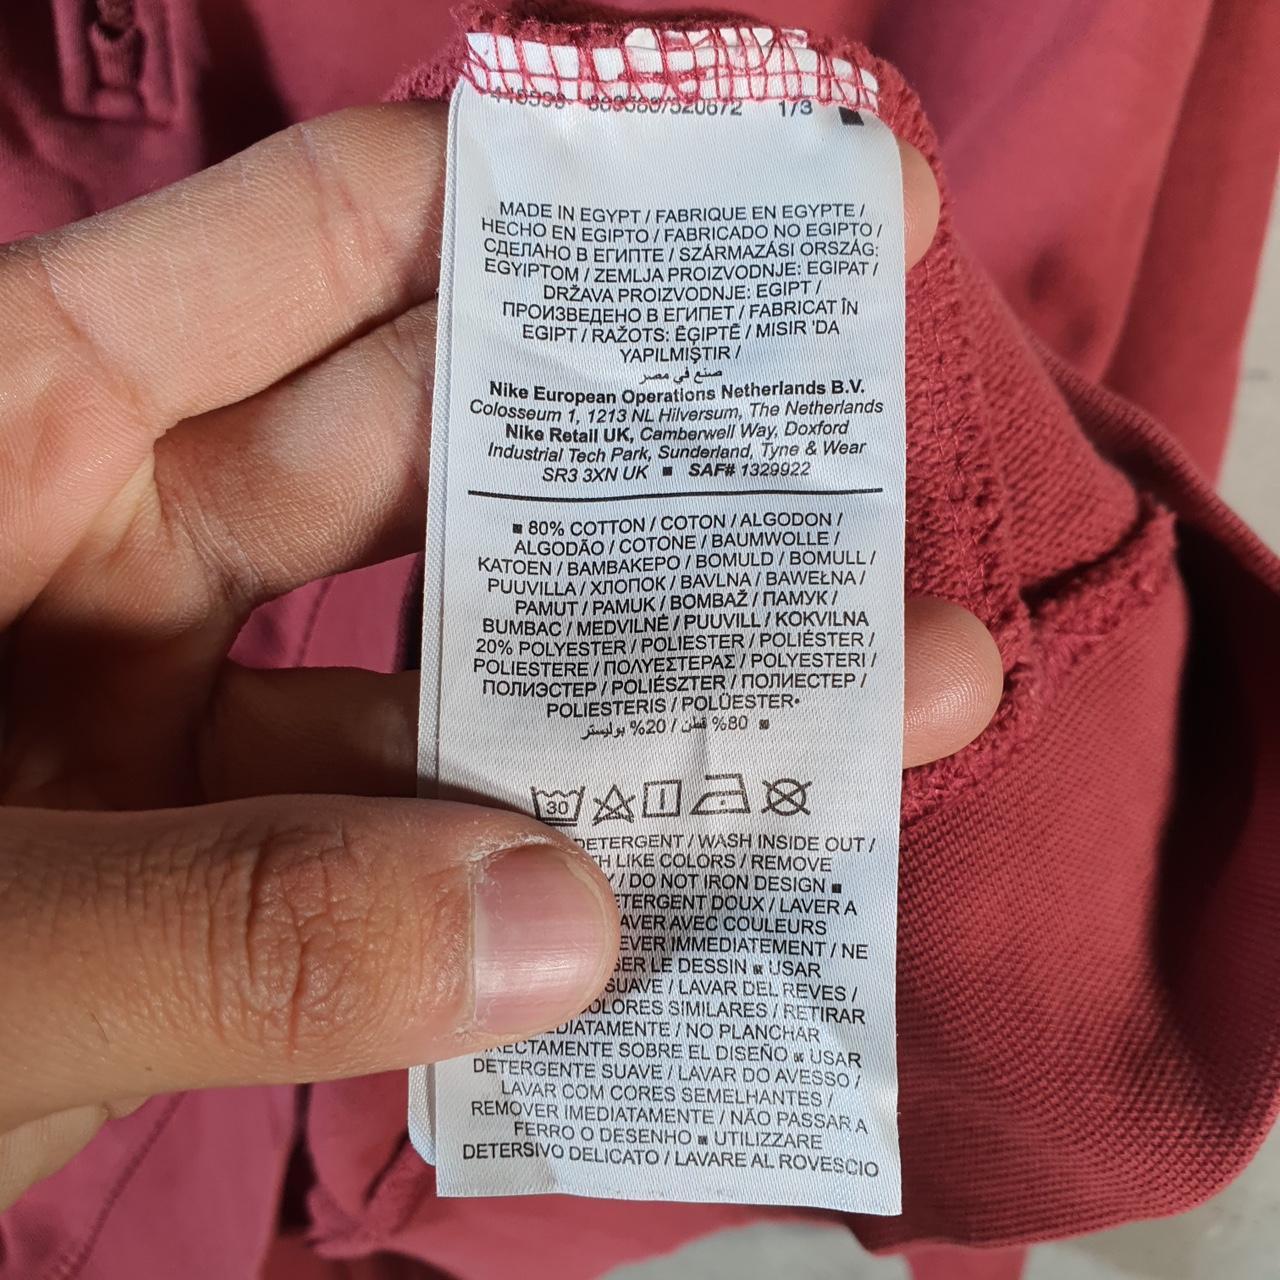 1/3
MADE IN EGYPT / FABRIQUE EN EGYPTE /
HECHO EN EGIPTO / FABRICADO NO EGIPTO /
СДЕЛАНО В ЕГИПТЕ / SZÁRMAZÁSI ORSZÁG:
EGYIPTOM / ZEMLJA PROIZVODNJE: EGIPAT /
DRŽAVA PROIZVODNJE: EGIPT /
ПРОИЗВЕДЕНО В ЕГИПЕТ / FABRICAT ÎN
EGIPT / RAŽOTS: ĒĢIPTĒ / MISIR 'DA
YAPILMIŞTIR /
صنع في مصر
Nike European Operations Netherlands B.V.
Colosseum 1, 1213 NL Hilversum, The Netherlands
Nike Retail UK, Camberwell Way, Doxford
Industrial Tech Park, Sunderland, Tyne & Wear
SR3 3XN UK ■ SAF# 1329922
■ 80% COTTON / COTON / ALGODON /
ALGODÃO / COTONE / BAUMWOLLE /
KATOEN / ΒΑΜΒΑΚΕΡΟ / BOMULD / BOMULL /
PUUVILLA / ХЛОПОК / BAVLNA / BAWEŁNA /
PAMUT / PAMUK / BOMBAŽ / ПАМУК /
BUMBAC / MEDVILNĖ / PUUVILL / KOKVILNA
20% POLYESTER / POLIESTER / POLIÉSTER /
POLIESTERE / ΠΟΛΥΕΣΤΕΡΑΣ / POLYESTERI /
ПОЛИЭСТЕР / POLIÉSZTER / ПОЛИЕСТЕР /
POLIESTERIS / POLÜESTER•
■ 80% قطن / 20% بوليستر
30
DETERGENT / WASH INSIDE OUT /
LIKE COLORS / REMOVE
/ DO NOT IRON DESIGN ■
DOUX / LAVER A
AVEC COULEURS
IMMEDIATEMENT / NE
LE DESSIN ■ USAR
SUAVE / LAVAR DEL REVES /
SIMILARES / RETIRAR
/ NO PLANCHAR
SOBRE EL DISEÑO ■ USAR
DETERGENTE SUAVE / LAVAR DO AVESSO /
LAVAR COM CORES SEMELHANTES /
REMOVER IMEDIATAMENTE / NÃO PASSAR A
FERRO O DESENHO ■ UTILIZZARE
DETERSIVO DELICATO / LAVARE AL ROVESCIO